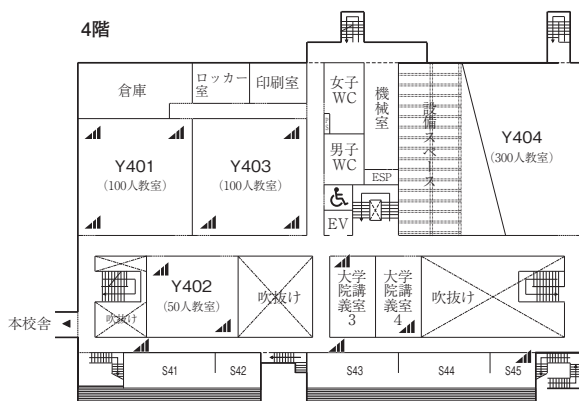 4階
倉庫
ロッカー
室
印刷室
女子
WC
機械室
設備スペース
PS
Y401
(100人教室)
Y403
(100人教室)
男子
WC
ESP
EV
Y404
(300人教室)
Y402
(50人教室)
吹抜け
吹抜け
大学院講義室3
大学院講義室4
吹抜け
本校舎
S41
S42
S43
S44
S45